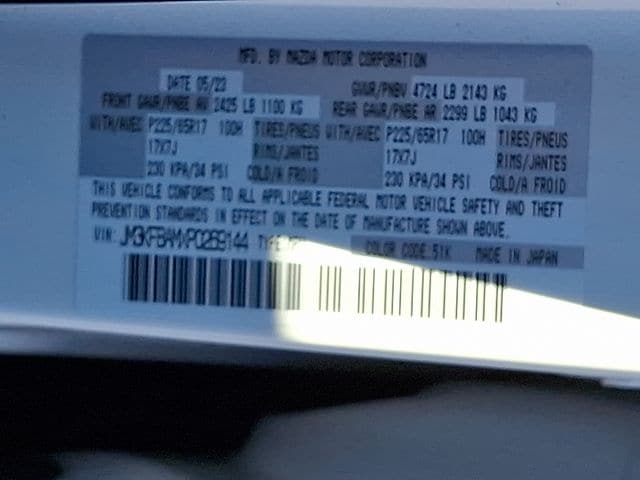 MFD. BY MAZDA MOTOR CORPORATION
DATE 05/23 GVWR/PNBV 4724 LB 2143 KG
FRONT GAWR/PNBE AV 2425 LB 1100 KG REAR GAWR/PNBE AR 2299 LB 1043 KG
WITH/AVEC P225/65R17 100H TIRES/PNEUS WITH/AVEC P225/65R17 100H TIRES/PNEUS
17X7J RIMS/JANTES 17X7J RIMS/JANTES
230 KPA/34 PSI COLD/A FROID 230 KPA/34 PSI COLD/A FROID
THIS VEHICLE CONFORMS TO ALL APPLICABLE FEDERAL MOTOR VEHICLE SAFETY AND THEFT
PREVENTION STANDARDS IN EFFECT ON THE DATE OF MANUFACTURE SHOWN ABOVE.
VIN: TYPE COLOR CODE:51K MADE IN JAPAN